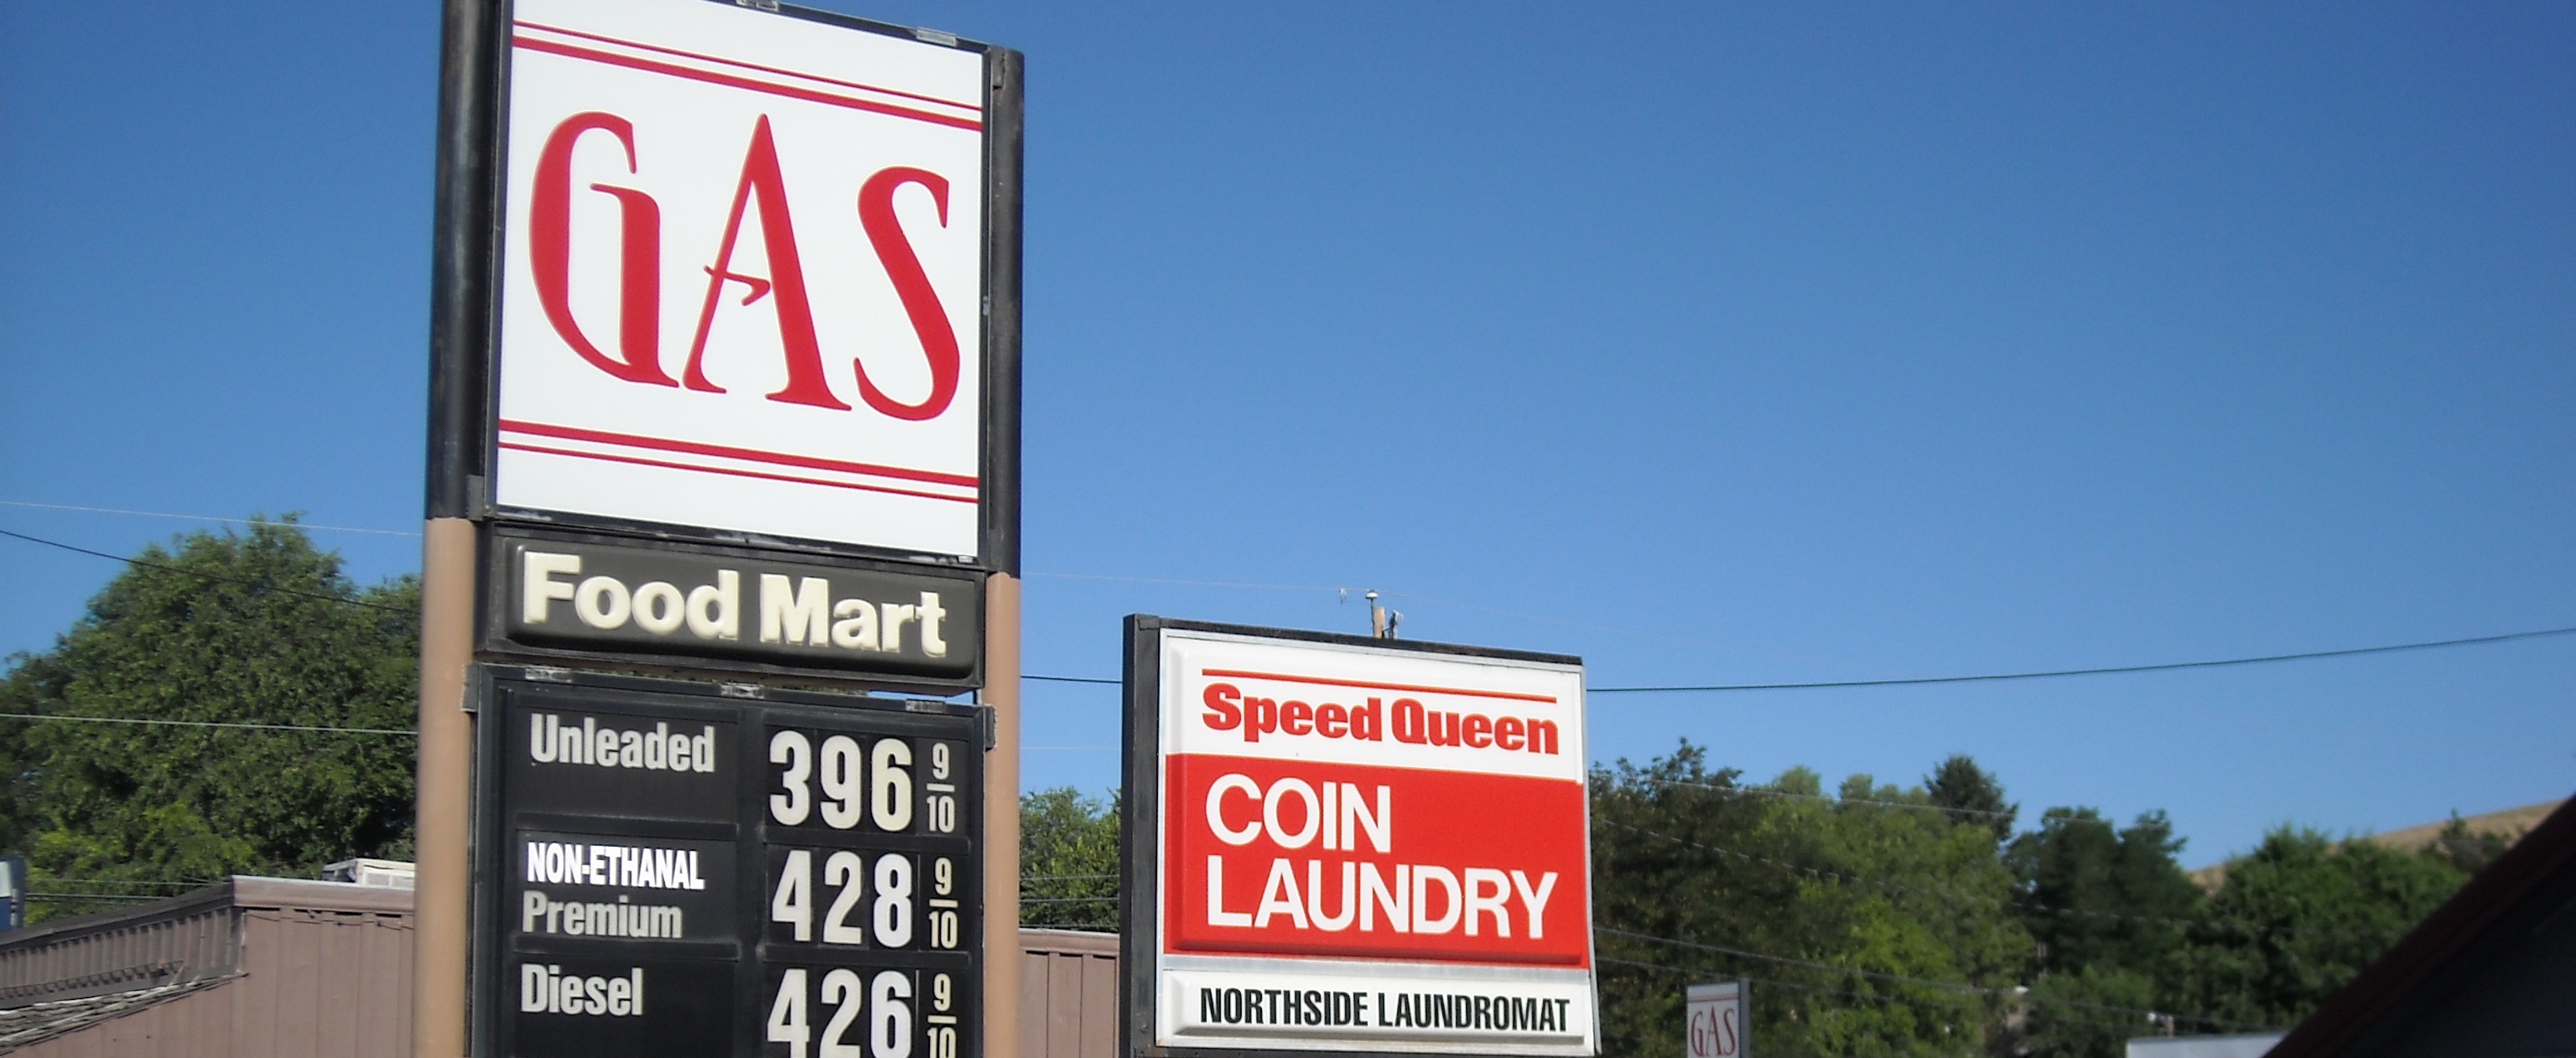 GAS
Food Mart
Unleaded 396 9/10
NON-ETHANAL
Premium 428 9/10
Diesel 426 9/10
Speed Queen
COIN
LAUNDRY
NORTHSIDE LAUNDROMAT
GAS